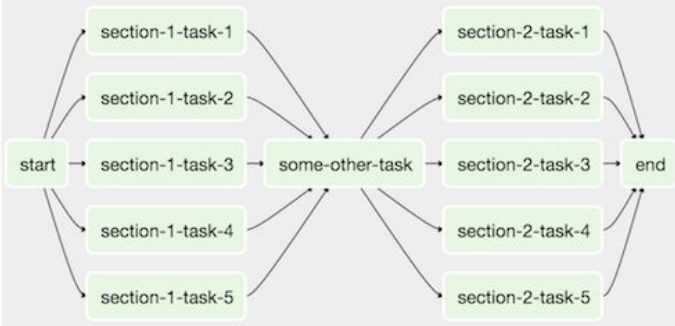 start
section-1-task-1
section-1-task-2
section-1-task-3
section-1-task-4
section-1-task-5
some-other-task
section-2-task-1
section-2-task-2
section-2-task-3
section-2-task-4
section-2-task-5
end